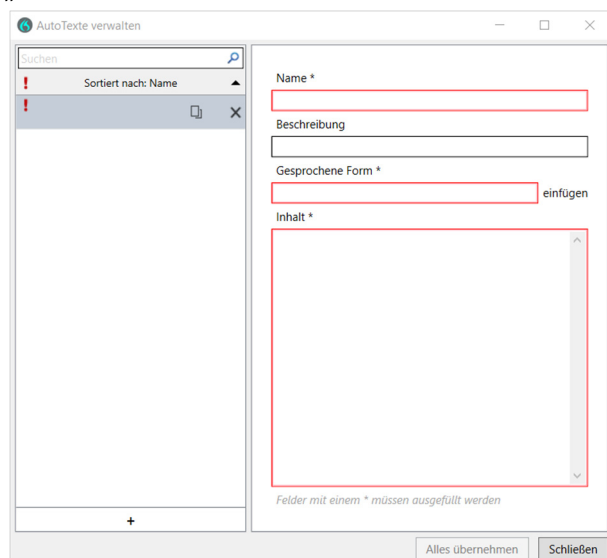 AutoTexte verwalten
Suchen
Sortiert nach: Name
Name *
Beschreibung
Gesprochene Form *
einfügen
Inhalt *
Felder mit einem * müssen ausgefüllt werden
+
Alles übernehmen
Schließen